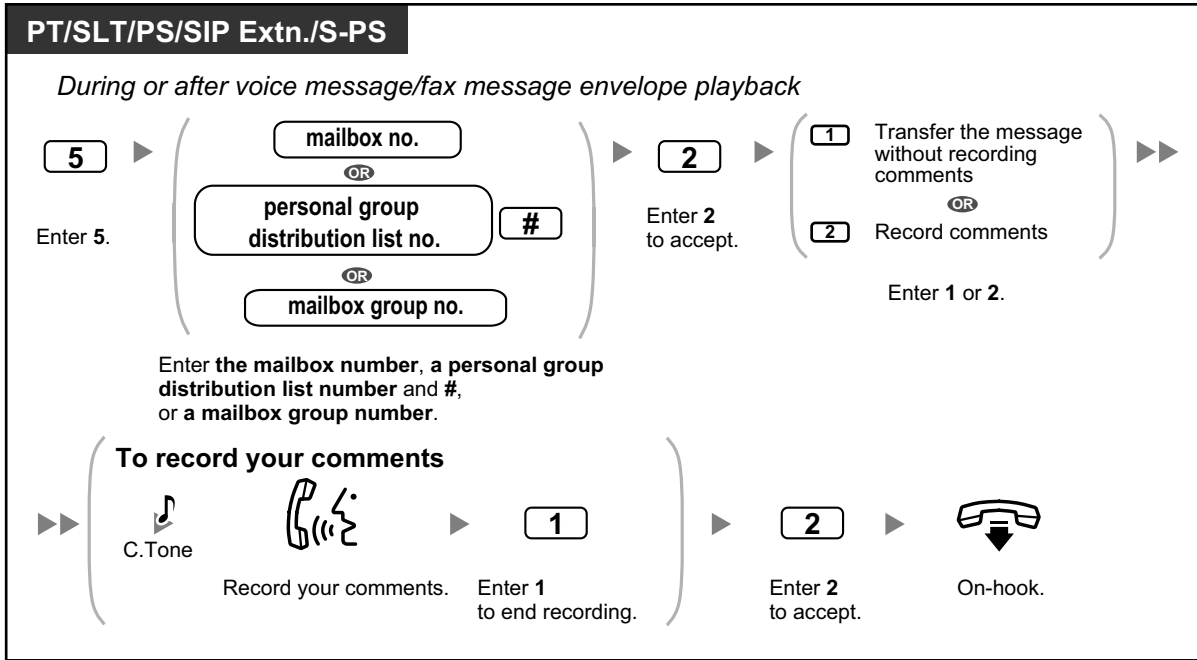 PT/SLT/PS/SIP Extn./S-PS
During or after voice message/fax message envelope playback
5
Enter 5.
mailbox no.
OR
personal group
distribution list no.
#
OR
mailbox group no.
Enter the mailbox number, a personal group
distribution list number and #,
or a mailbox group number.
2
Enter 2
to accept.
1 Transfer the message
without recording
comments
OR
2 Record comments
Enter 1 or 2.
To record your comments
C.Tone
Record your comments.
1
Enter 1
to end recording.
2
Enter 2
to accept.
On-hook.